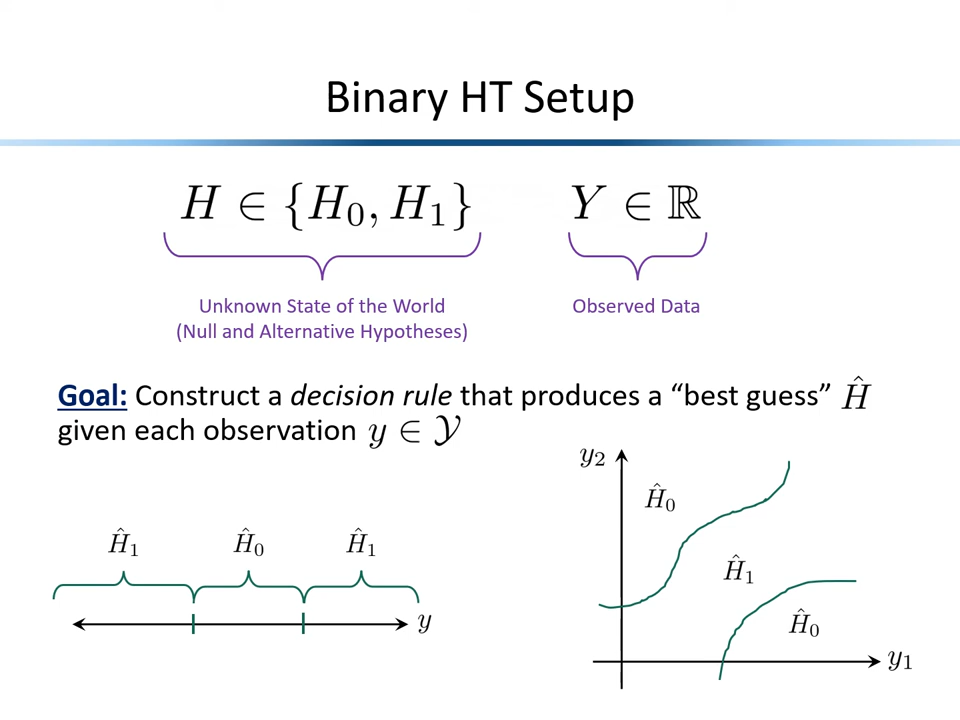 Binary HT Setup
H ∈ {H₀, H₁} Y ∈ ℝ
Unknown State of the World
(Null and Alternative Hypotheses)
Observed Data
Goal: Construct a decision rule that produces a “best guess” Ĥ
given each observation y ∈ 𝒴
Ĥ₁ Ĥ₀ Ĥ₁
y
y₂
Ĥ₀
Ĥ₁
Ĥ₀
y₁